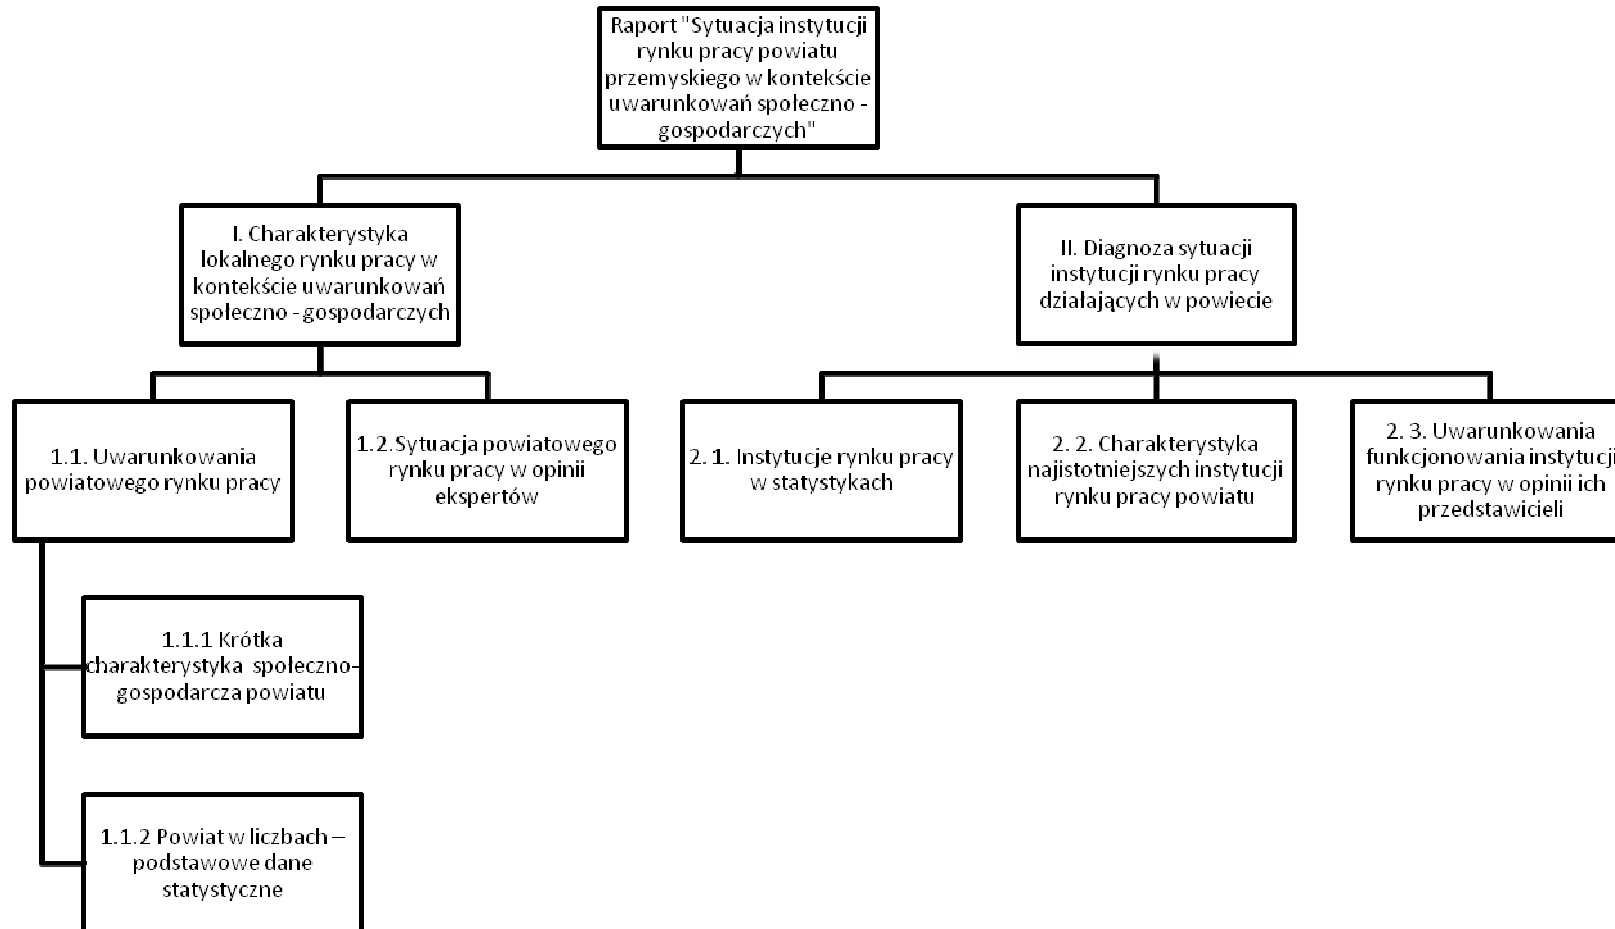 Raport "Sytuacja instytucji
rynku pracy powiatu
przemyskiego w kontekście
uwarunkowań społeczno -
gospodarczych"
I. Charakterystyka
lokalnego rynku pracy w
kontekście uwarunkowań
społeczno - gospodarczych
II. Diagnoza sytuacji
instytucji rynku pracy
działających w powiecie
1.1. Uwarunkowania
powiatowego rynku pracy
1.2.Sytuacja powiatowego
rynku pracy w opinii
ekspertów
2. 1. Instytucje rynku pracy
w statystykach
2. 2. Charakterystyka
najistotniejszych instytucji
rynku pracy powiatu
2. 3. Uwarunkowania
funkcjonowania instytucji
rynku pracy w opinii ich
przedstawicieli
1.1.1 Krótka
charakterystyka społeczno-
gospodarcza powiatu
1.1.2 Powiat w liczbach –
podstawowe dane
statystyczne